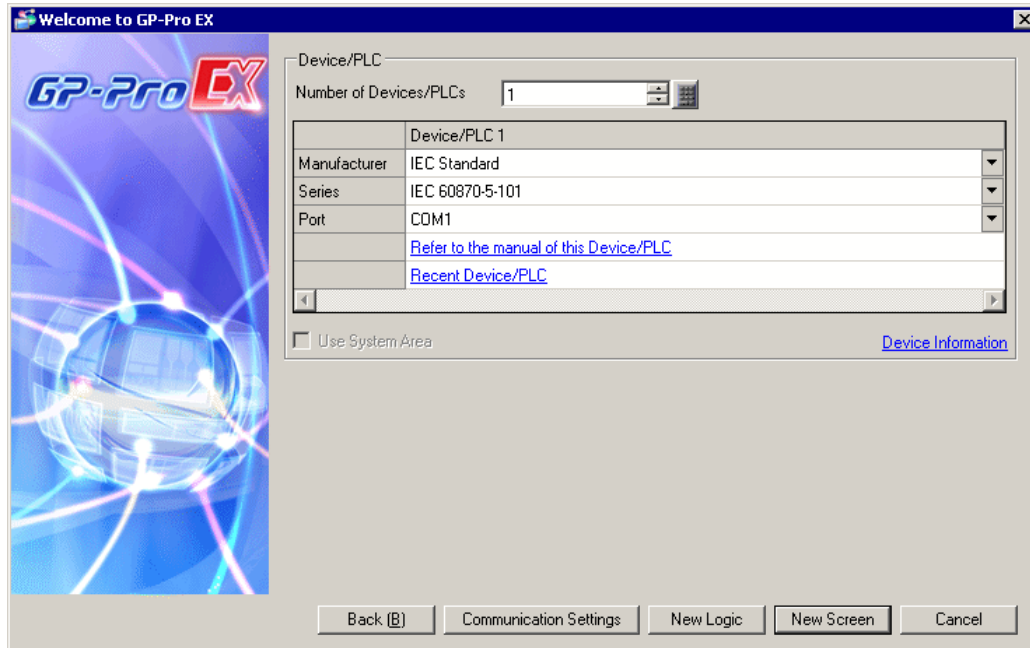 Welcome to GP-Pro EX
GP-Pro EX
Device/PLC
Number of Devices/PLCs 1
Device/PLC 1
Manufacturer IEC Standard
Series IEC 60870-5-101
Port COM1
Refer to the manual of this Device/PLC
Recent Device/PLC
Use System Area Device Information
Back (B) Communication Settings New Logic New Screen Cancel